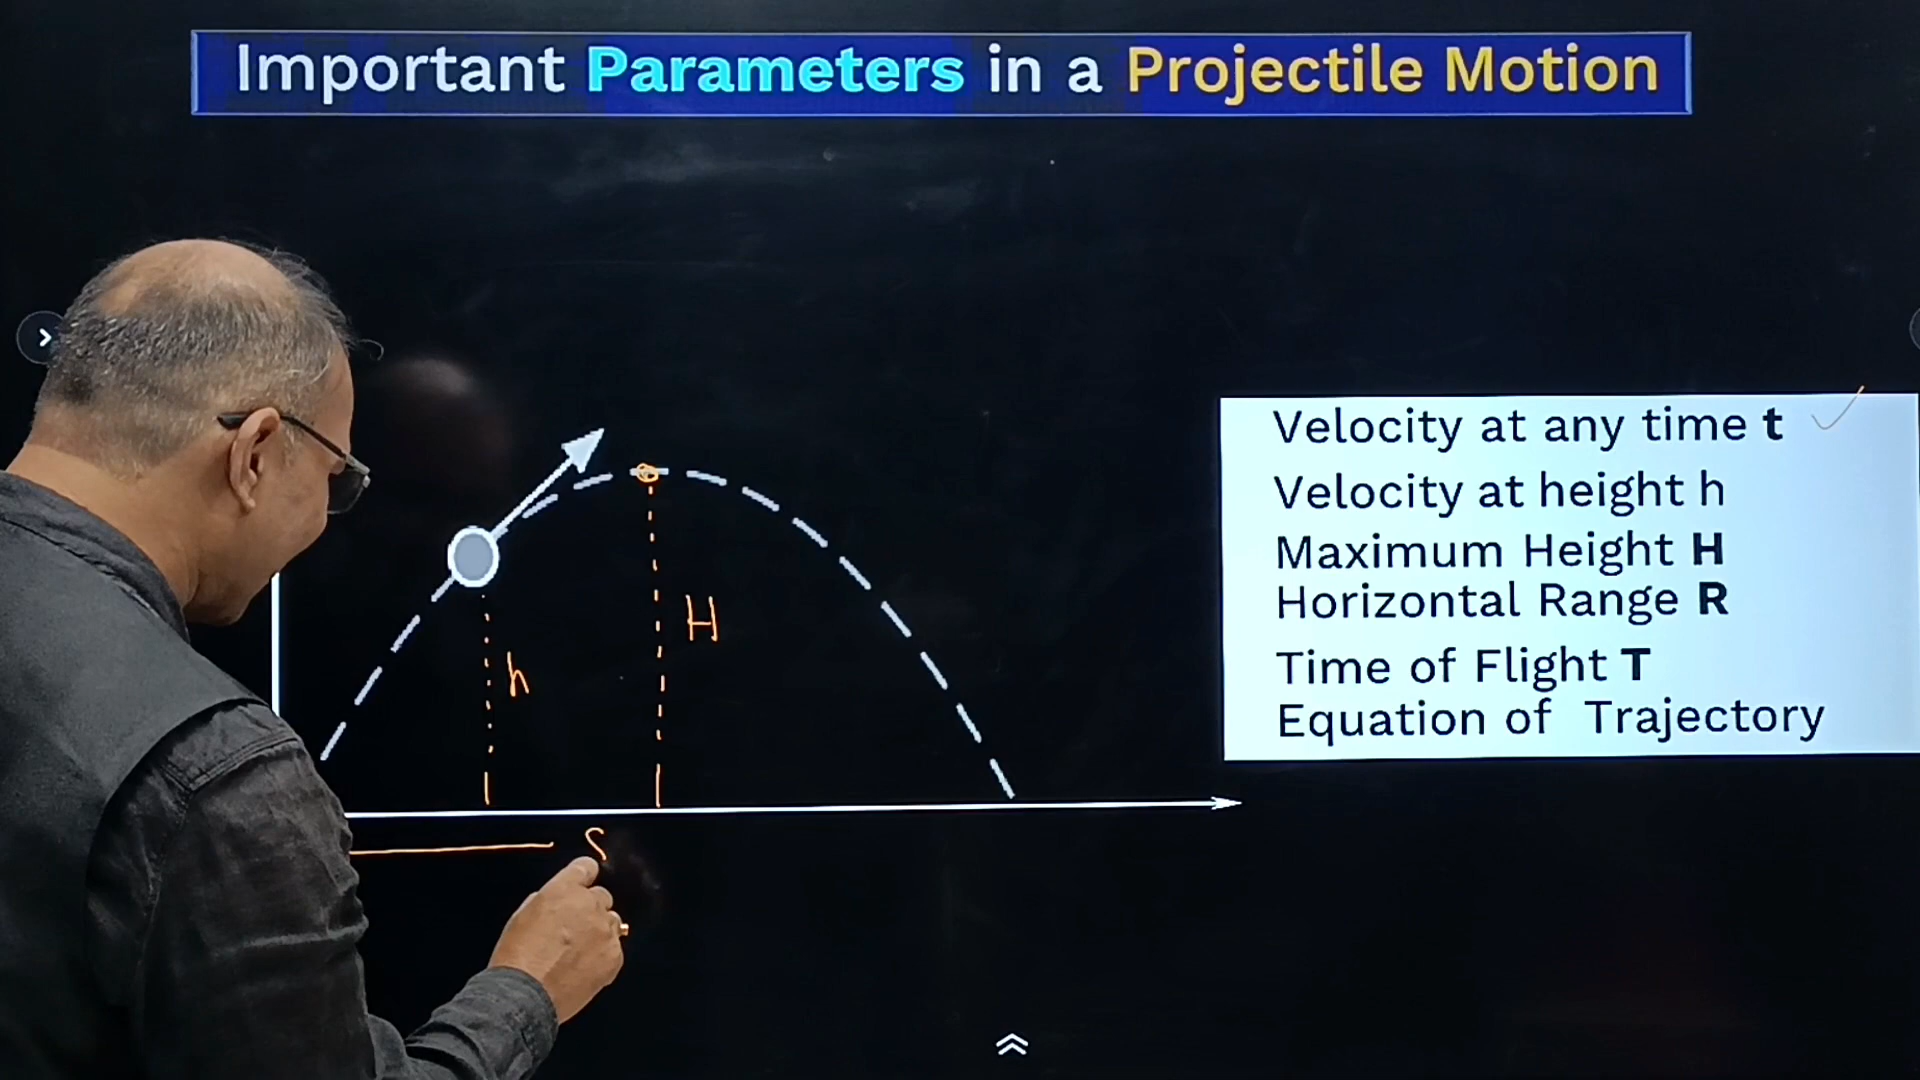 Important Parameters in a Projectile Motion
Velocity at any time t
Velocity at height h
Maximum Height H
Horizontal Range R
Time of Flight T
Equation of Trajectory
H
h